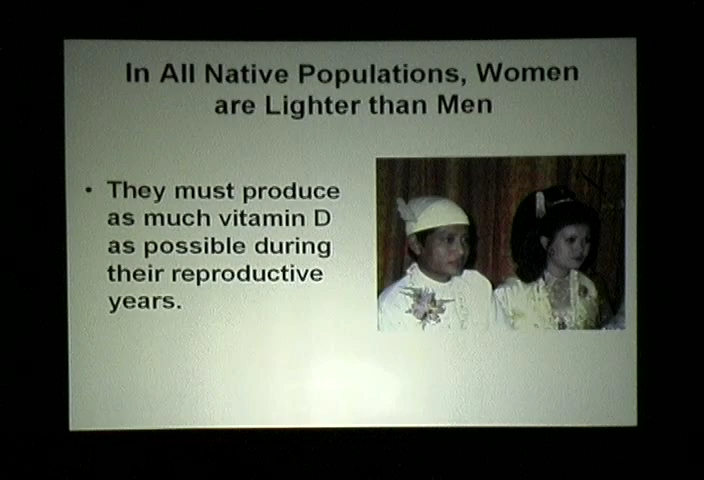 In All Native Populations, Women
are Lighter than Men
• They must produce
as much vitamin D
as possible during
their reproductive
years.